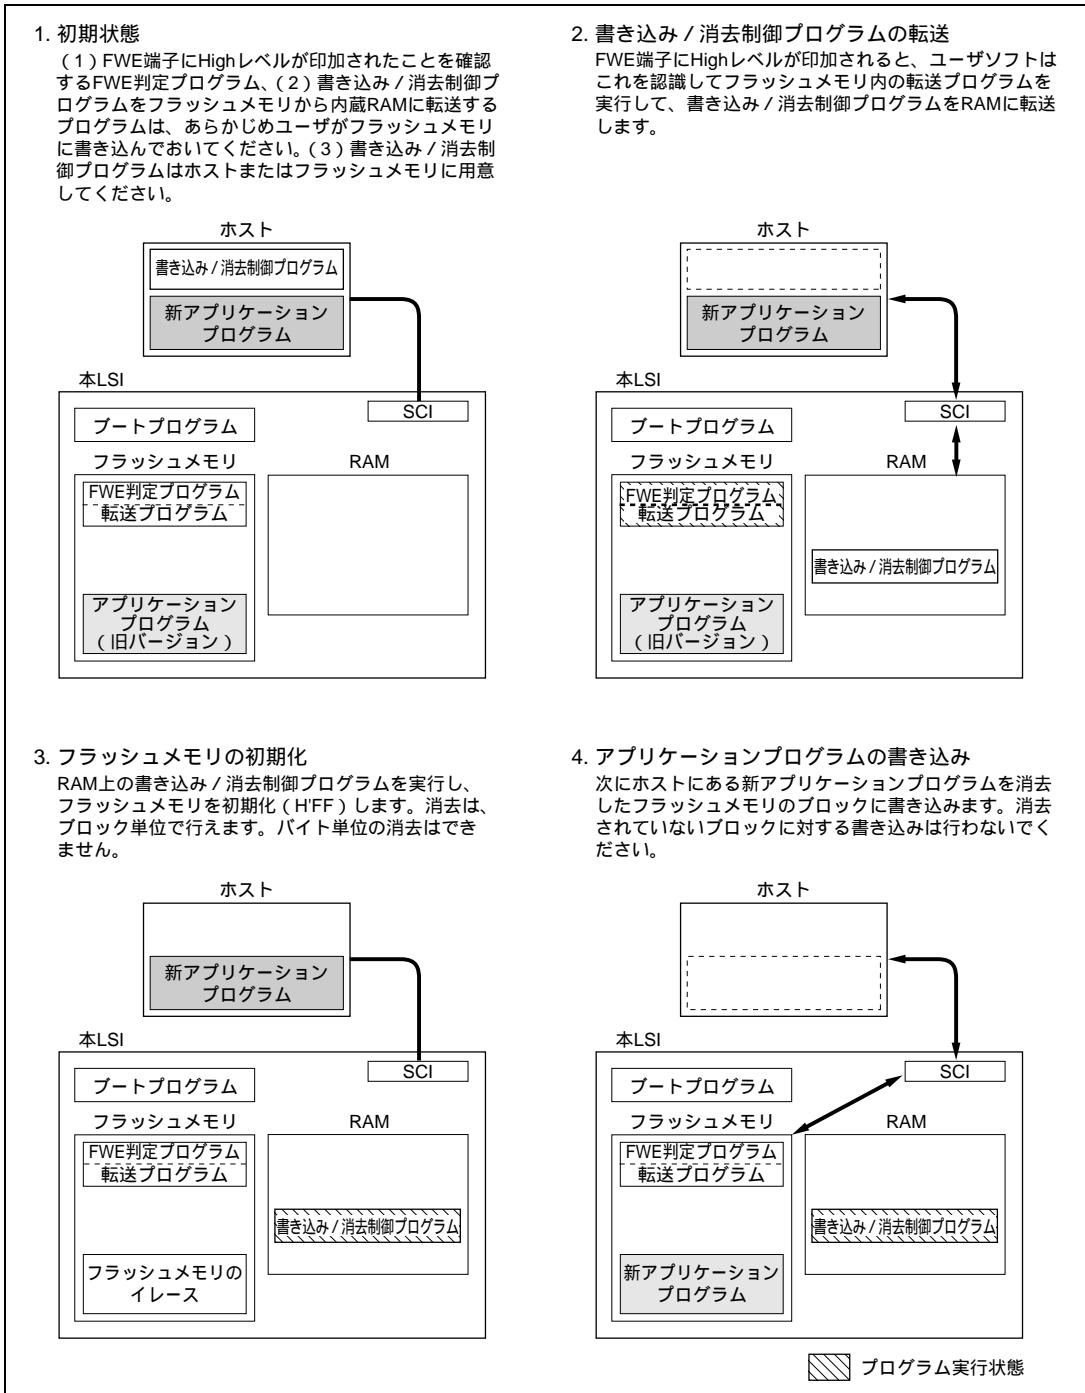 1. 初期状態
(1)FWE端子にHighレベルが印加されたことを確認
するFWE判定プログラム、(2)書き込み/消去制御プ
ログラムをフラッシュメモリから内蔵RAMに転送する
プログラムは、あらかじめユーザがフラッシュメモリ
に書き込んでおいてください。(3)書き込み/消去制
御プログラムはホストまたはフラッシュメモリに用意
してください。
ホスト
書き込み/消去制御プログラム
新アプリケーション
プログラム
本LSI
SCI
ブートプログラム
フラッシュメモリ
RAM
FWE判定プログラム
転送プログラム
アプリケーション
プログラム
(旧バージョン)
2. 書き込み/消去制御プログラムの転送
FWE端子にHighレベルが印加されると、ユーザソフトは
これを認識してフラッシュメモリ内の転送プログラムを
実行して、書き込み/消去制御プログラムをRAMに転送
します。
ホスト
新アプリケーション
プログラム
本LSI
SCI
ブートプログラム
フラッシュメモリ
RAM
FWE判定プログラム
転送プログラム
書き込み/消去制御プログラム
アプリケーション
プログラム
(旧バージョン)
3. フラッシュメモリの初期化
RAM上の書き込み/消去制御プログラムを実行し、
フラッシュメモリを初期化(H'FF)します。消去は、
ブロック単位で行えます。バイト単位の消去はでき
ません。
ホスト
新アプリケーション
プログラム
本LSI
SCI
ブートプログラム
フラッシュメモリ
RAM
FWE判定プログラム
転送プログラム
書き込み/消去制御プログラム
フラッシュメモリの
イレース
4. アプリケーションプログラムの書き込み
次にホストにある新アプリケーションプログラムを消去
したフラッシュメモリのブロックに書き込みます。消去
されていないブロックに対する書き込みは行わないでく
ださい。
ホスト
本LSI
SCI
ブートプログラム
フラッシュメモリ
RAM
FWE判定プログラム
転送プログラム
書き込み/消去制御プログラム
新アプリケーション
プログラム
プログラム実行状態